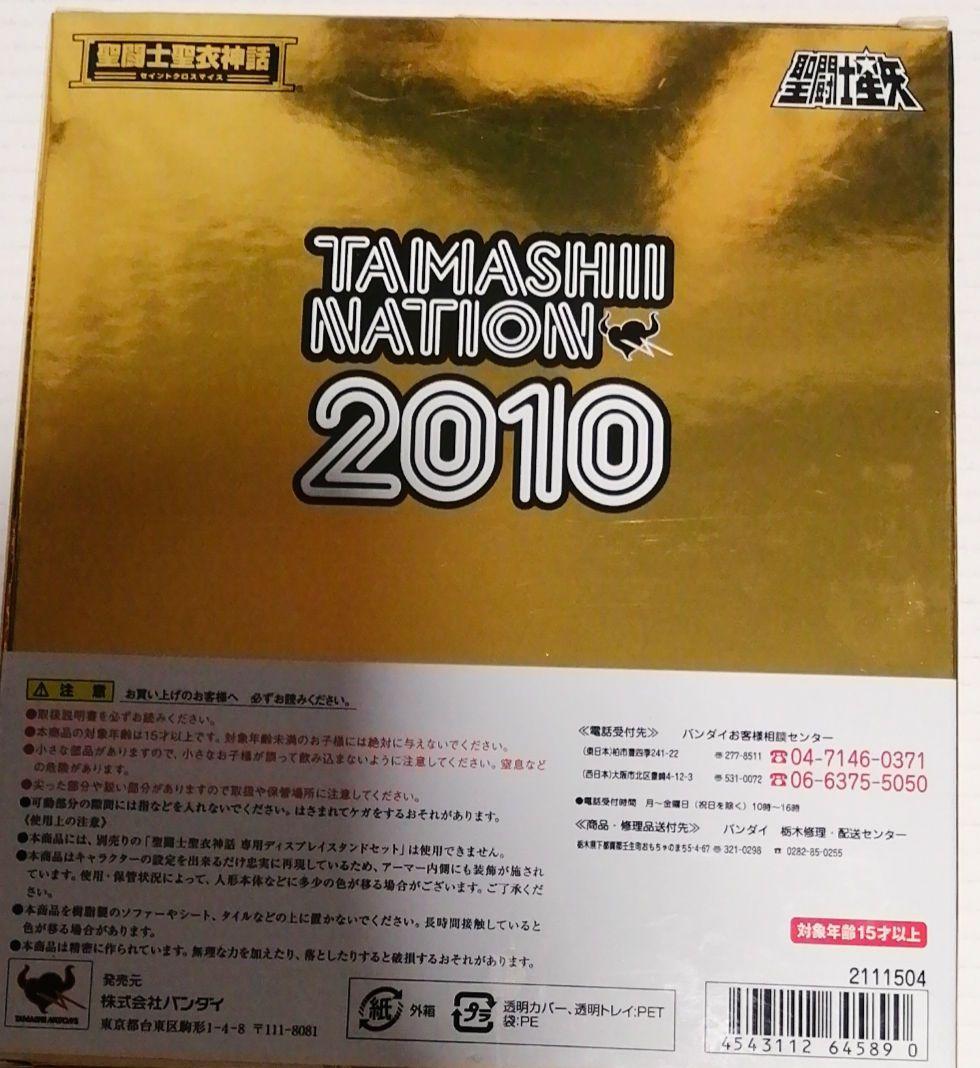 聖闘士聖衣神話
セイントクロスマイス
聖闘士星矢
TAMASHII
NATION
2010
注意 お買い上げのお客様へ 必ずお読みください。
●取扱説明書を必ずお読みください。
●本商品の対象年齢は15才以上です。対象年齢未満のお子様には絶対に与えないでください。
●小さな部品がありますので、小さなお子様が誤って飲み込まないように注意してください。窒息など
の危険があります。
●尖った部分や鋭い部分がありますので取扱や保管場所に注意してください。
●可動部分の隙間には指などを入れないでください。はさまれてケガをするおそれがあります。
〈使用上の注意〉
●本商品には、別売りの「聖闘士聖衣神話 専用ディスプレイスタンドセット」は使用できません。
●本商品はキャラクターの設定を出来るだけ忠実に再現しているため、アーマー内側にも装飾が施され
ています。使用・保管状況によって、人形本体などに多少の色が移る場合がございます。ご了承くだ
さい。
●本商品を樹脂製のソファーやシート、タイルなどの上に置かないでください。長時間接触していると
色が移る場合があります。
●本商品は精密に作られています。無理な力を加えたり、落としたりすると破損するおそれがあります。
≪電話受付先≫ バンダイお客様相談センター
(東日本)柏市豊四季241-22 〠277-8511 ☎04-7146-0371
(西日本)大阪市北区豊崎4-12-3 〠531-0072 ☎06-6375-5050
●電話受付時間 月〜金曜日(祝日を除く)10時〜16時
≪商品・修理品送付先≫ バンダイ 栃木修理・配送センター
栃木県下都賀郡壬生町おもちゃのまち5-4-67 〠321-0298 ☎0282-85-0255
対象年齢15才以上
2111504
TAMASHII NATIONS
発売元
株式会社バンダイ
東京都台東区駒形1-4-8 〒111-8081
紙 外箱
プラ 透明カバー、透明トレイ:PET
袋:PE
4543112 64589 0